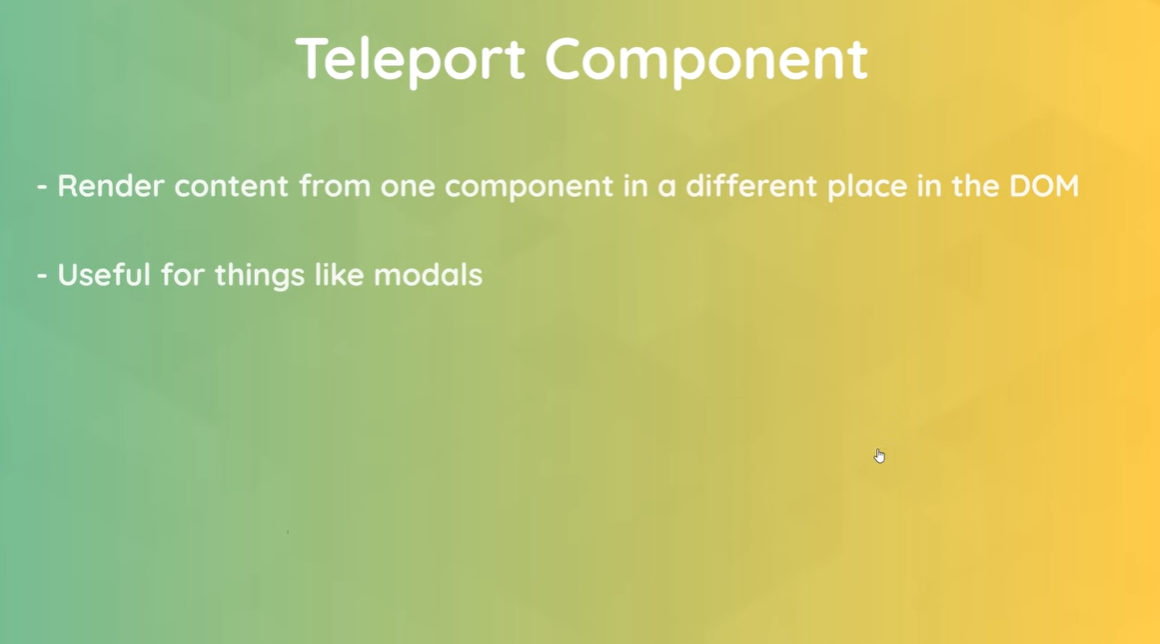 Teleport Component
- Render content from one component in a different place in the DOM
- Useful for things like modals